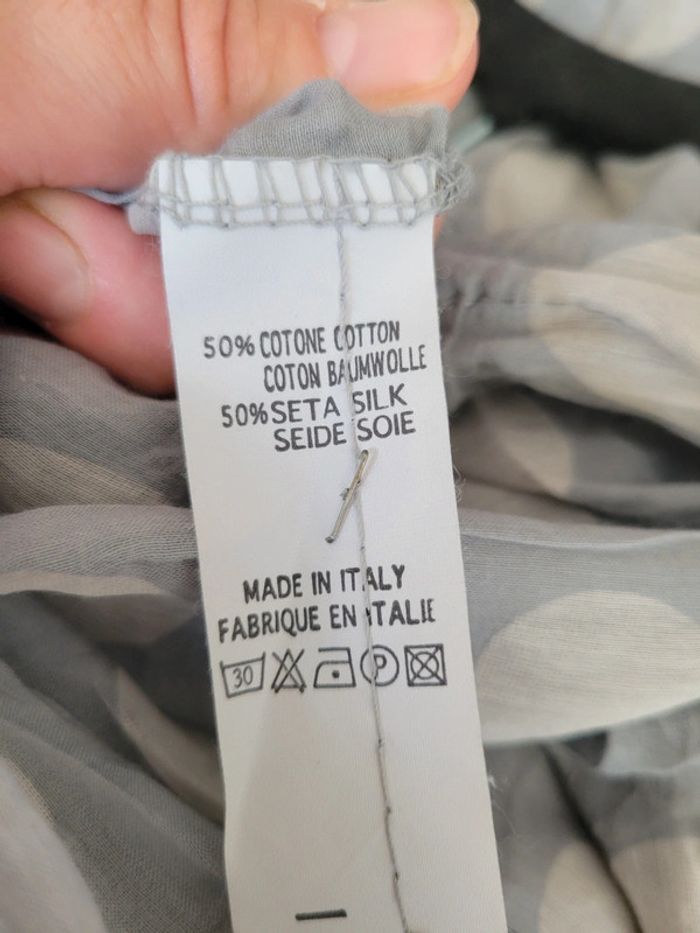 50% COTONE COTTON
COTON BAUMWOLLE
50% SETA SILK
SEIDE SOIE
MADE IN ITALY
FABRIQUE EN ITALIE
30 P